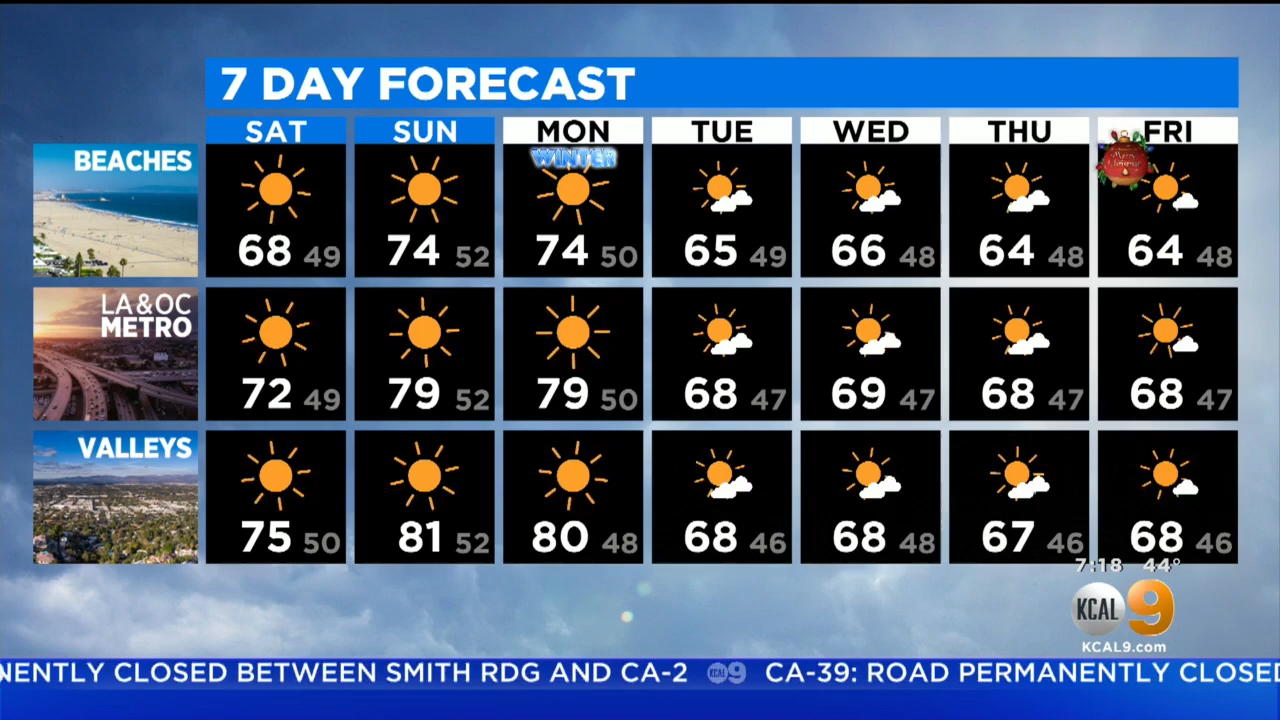 7 DAY FORECAST
SAT SUN MON TUE WED THU FRI
WINTER
Merry Christmas
BEACHES
68 49 74 52 74 50 65 49 66 48 64 48 64 48
LA & OC
METRO
72 49 79 52 79 50 68 47 69 47 68 47 68 47
VALLEYS
75 50 81 52 80 48 68 46 68 48 67 46 68 46
7:18 44°
KCAL 9
KCAL9.com
NENTLY CLOSED BETWEEN SMITH RDG AND CA-2 KCAL 9 CA-39: ROAD PERMANENTLY CLOSED